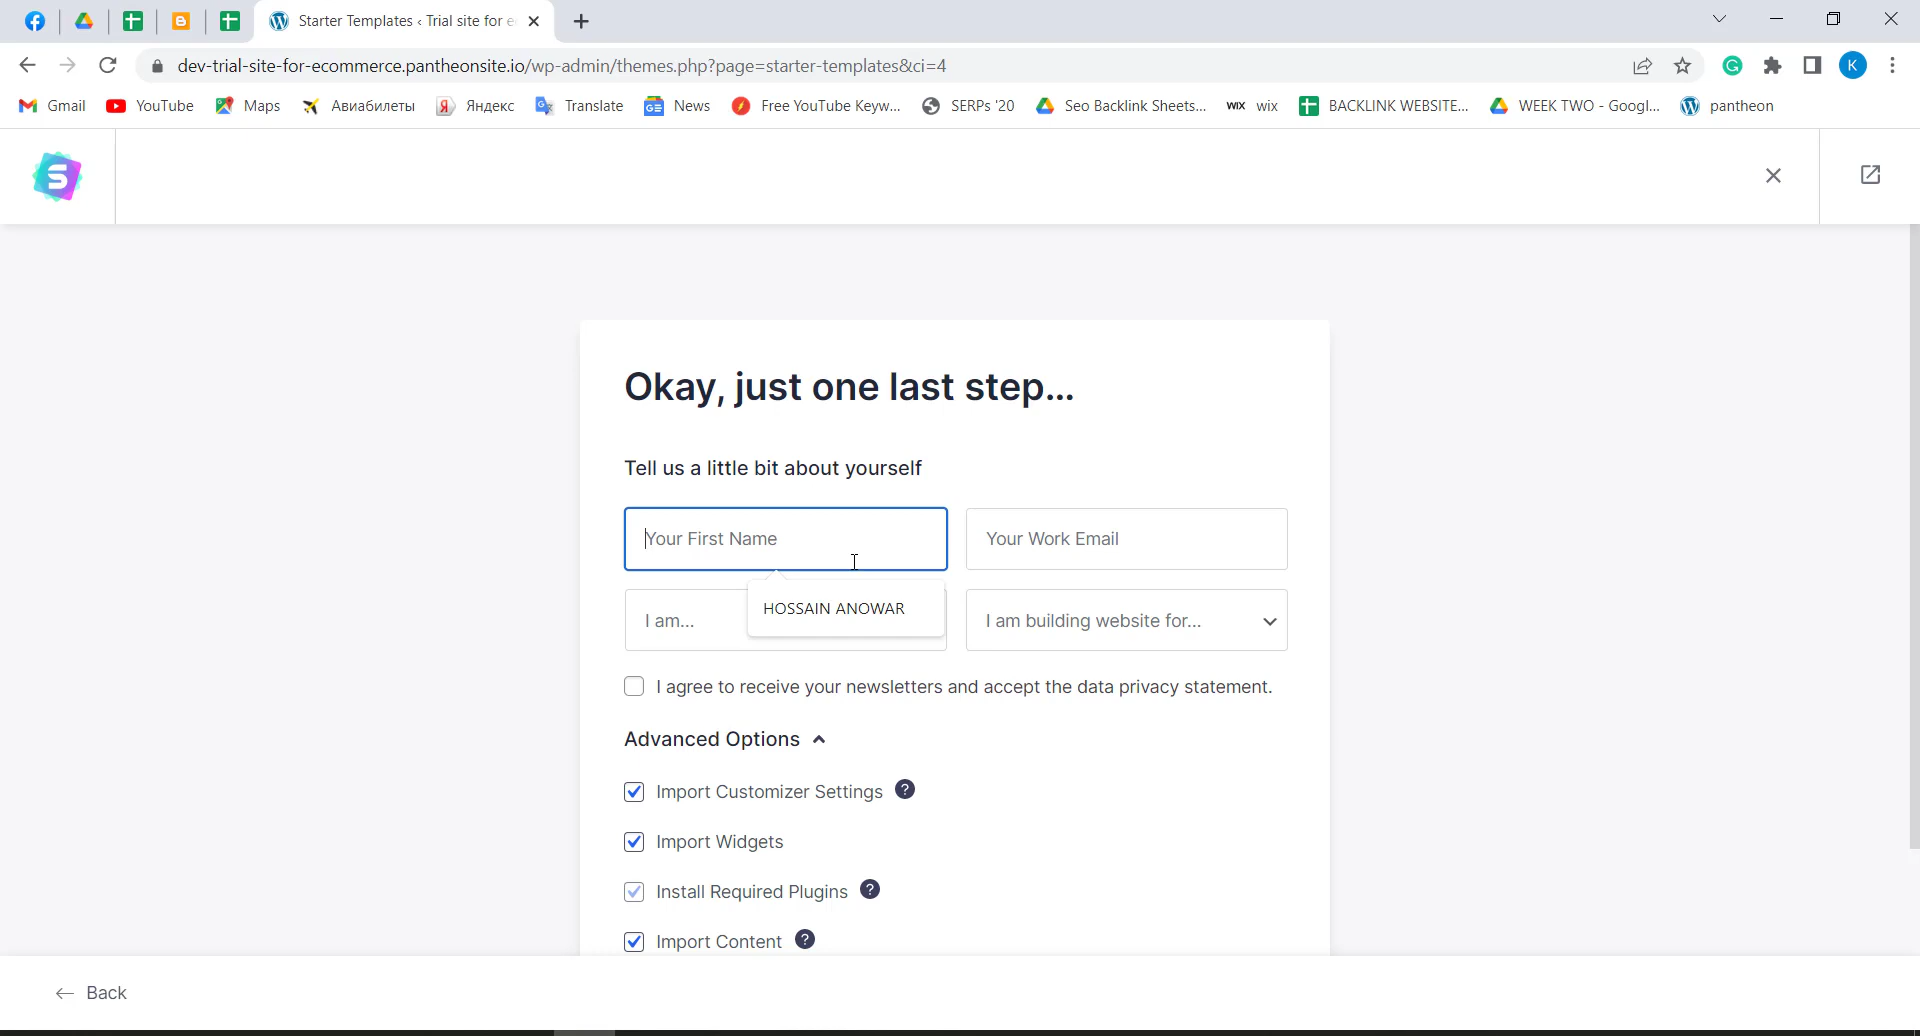 Starter Templates ‹ Trial site for e
dev-trial-site-for-ecommerce.pantheonsite.io/wp-admin/themes.php?page=starter-templates&ci=4
K
Gmail
YouTube
Maps
Авиабилеты
Яндекс
Translate
News
Free YouTube Keyw...
SERPs '20
Seo Backlink Sheets...
WIX wix
BACKLINK WEBSITE...
WEEK TWO - Googl...
pantheon
S
Okay, just one last step...
Tell us a little bit about yourself
Your First Name
Your Work Email
HOSSAIN ANOWAR
I am...
I am building website for...
I agree to receive your newsletters and accept the data privacy statement.
Advanced Options
Import Customizer Settings ?
Import Widgets
Install Required Plugins ?
Import Content ?
Back